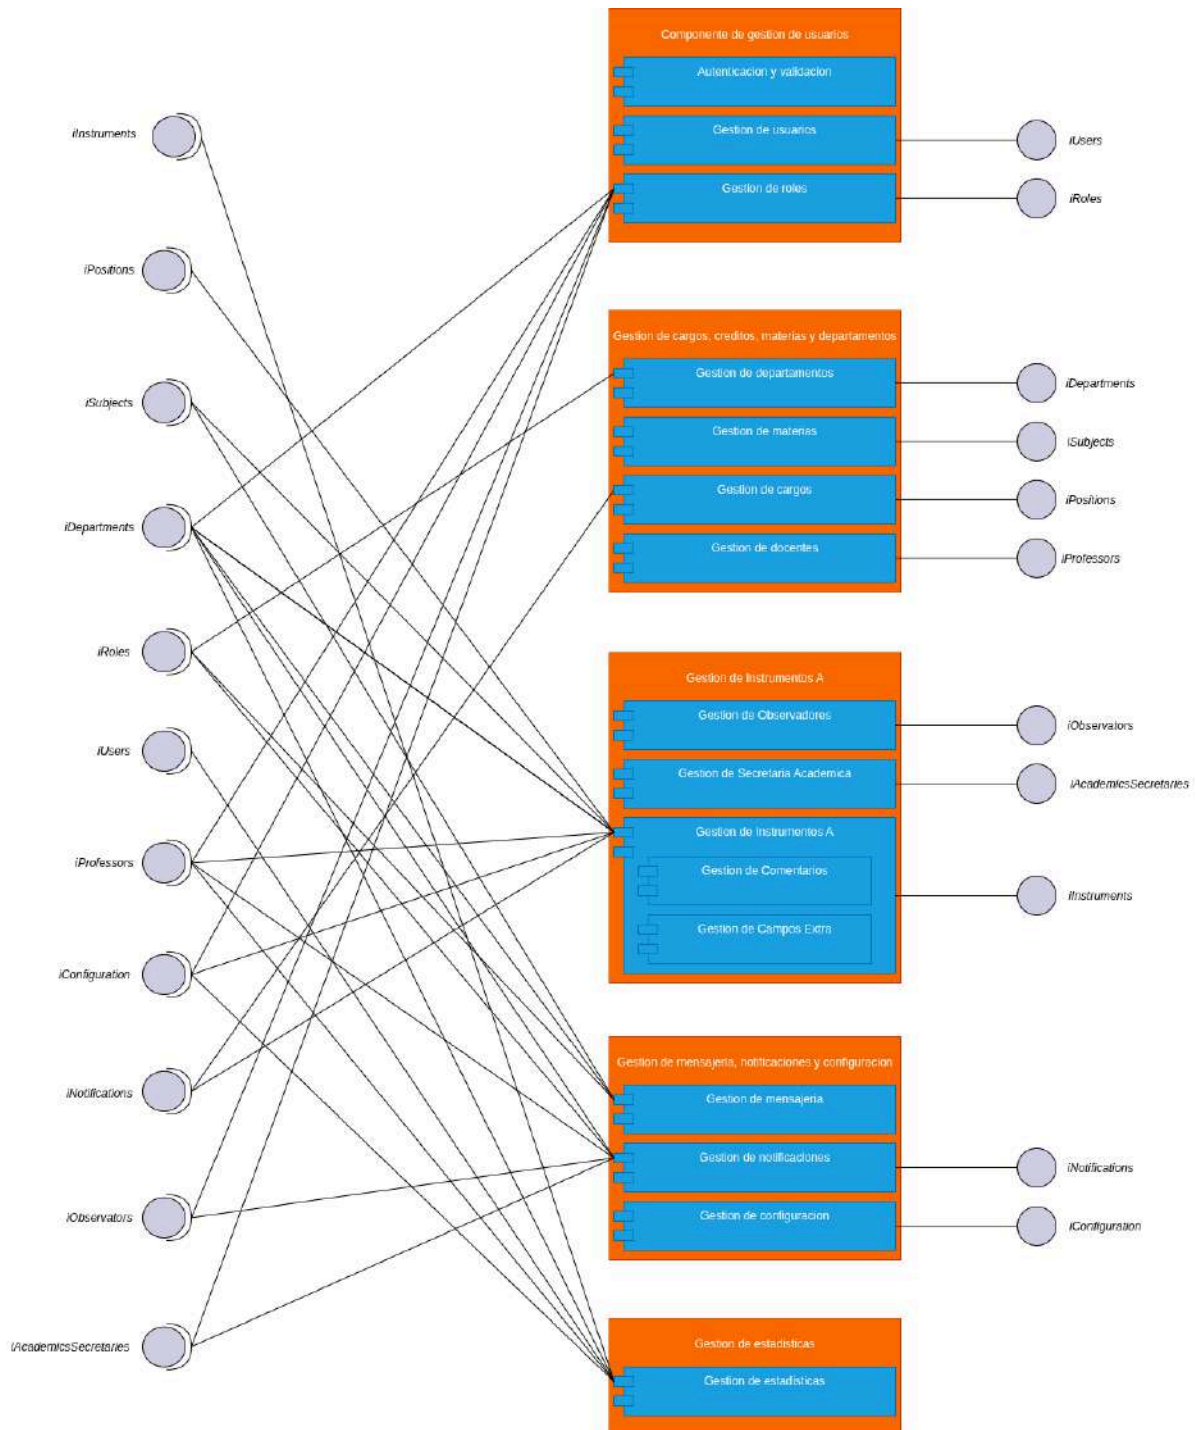 iInstruments
iPositions
iSubjects
iDepartments
iRoles
iUsers
iProfessors
iConfiguration
iNotifications
iObservators
iAcademicsSecretaries
Componente de gestion de usuarios
Autenticacion y validacion
Gestion de usuarios
Gestion de roles
iUsers
iRoles
Gestion de cargos, creditos, materias y departamentos
Gestion de departamentos
Gestion de materias
Gestion de cargos
Gestion de docentes
iDepartments
iSubjects
iPositions
iProfessors
Gestion de Instrumentos A
Gestion de Observadores
Gestion de Secretaria Academica
Gestion de Instrumentos A
Gestion de Comentarios
Gestion de Campos Extra
iObservators
iAcademicsSecretaries
iInstruments
Gestion de mensajeria, notificaciones y configuracion
Gestion de mensajeria
Gestion de notificaciones
Gestion de configuracion
iNotifications
iConfiguration
Gestion de estadisticas
Gestion de estadisticas